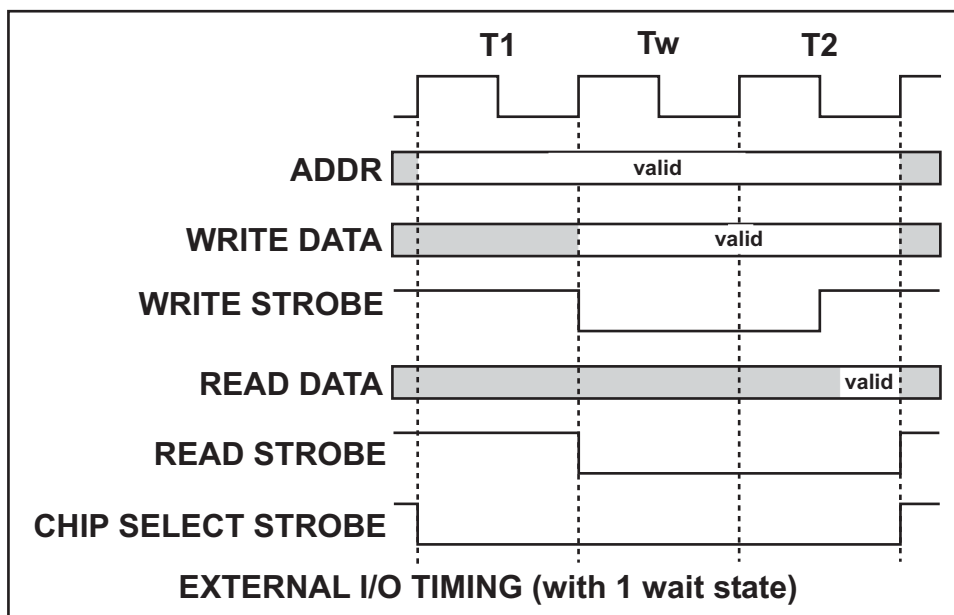 T1 Tw T2
ADDR valid
WRITE DATA valid
WRITE STROBE
READ DATA valid
READ STROBE
CHIP SELECT STROBE
EXTERNAL I/O TIMING (with 1 wait state)